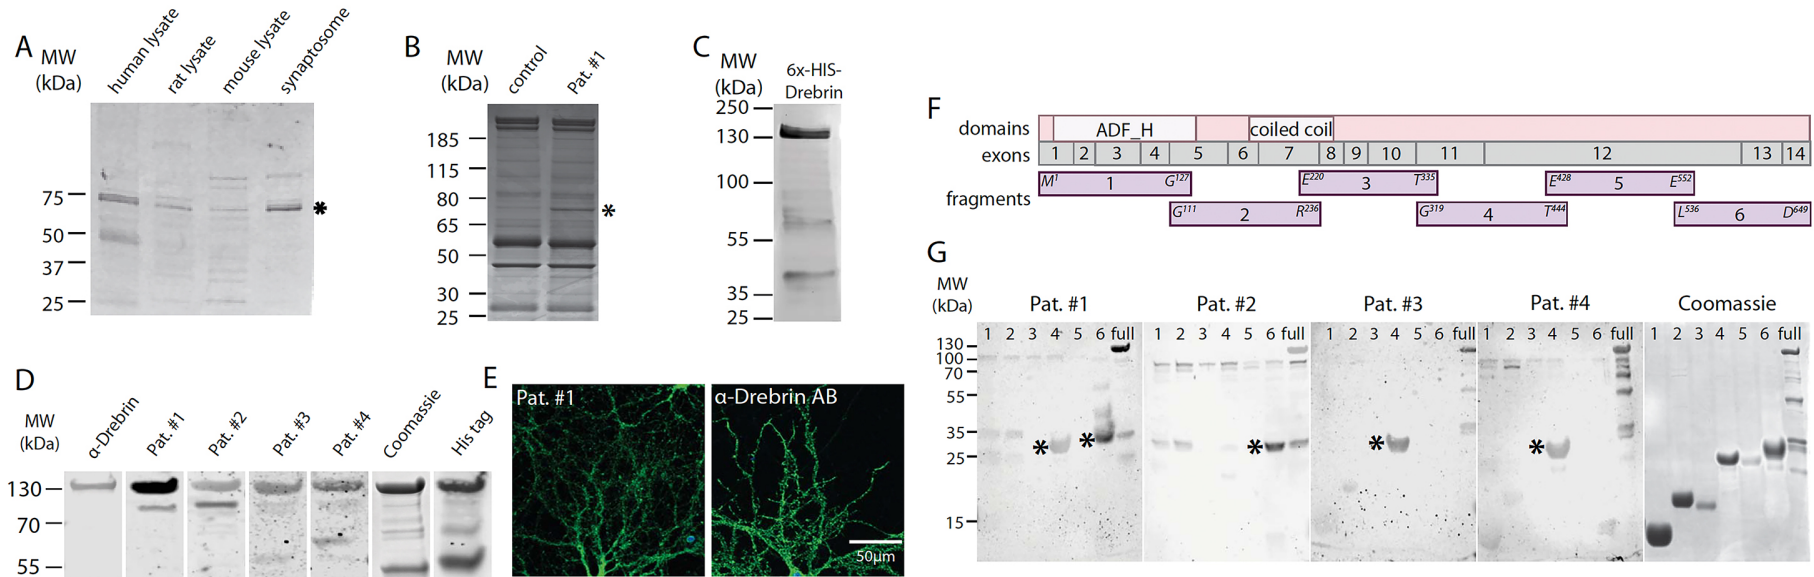 A
MW
(kDa)
human lysate
rat lysate
mouse lysate
synaptosome
75
50
37
25
*
B
MW
(kDa)
control
Pat. #1
185
115
80
65
50
30
25
*
C
MW
(kDa)
6x-HIS-
Drebrin
250
130
100
55
35
25
D
MW
(kDa)
α-Drebrin
Pat. #1
Pat. #2
Pat. #3
Pat. #4
Coomassie
His tag
130
70
55
E
Pat. #1
α-Drebrin AB
50μm
F
domains
ADF_H
coiled coil
exons
1 2 3 4 5 6 7 8 9 10 11 12 13 14
fragments
M1 1 G127
E220 3 T335
E428 5 E552
G111 2 R236
G319 4 T444
L536 6 D649
G
MW
(kDa)
Pat. #1
Pat. #2
Pat. #3
Pat. #4
Coomassie
1 2 3 4 5 6 full
1 2 3 4 5 6 full
1 2 3 4 5 6 full
1 2 3 4 5 6 full
1 2 3 4 5 6 full
130
100
70
55
35
25
15
* * * * *